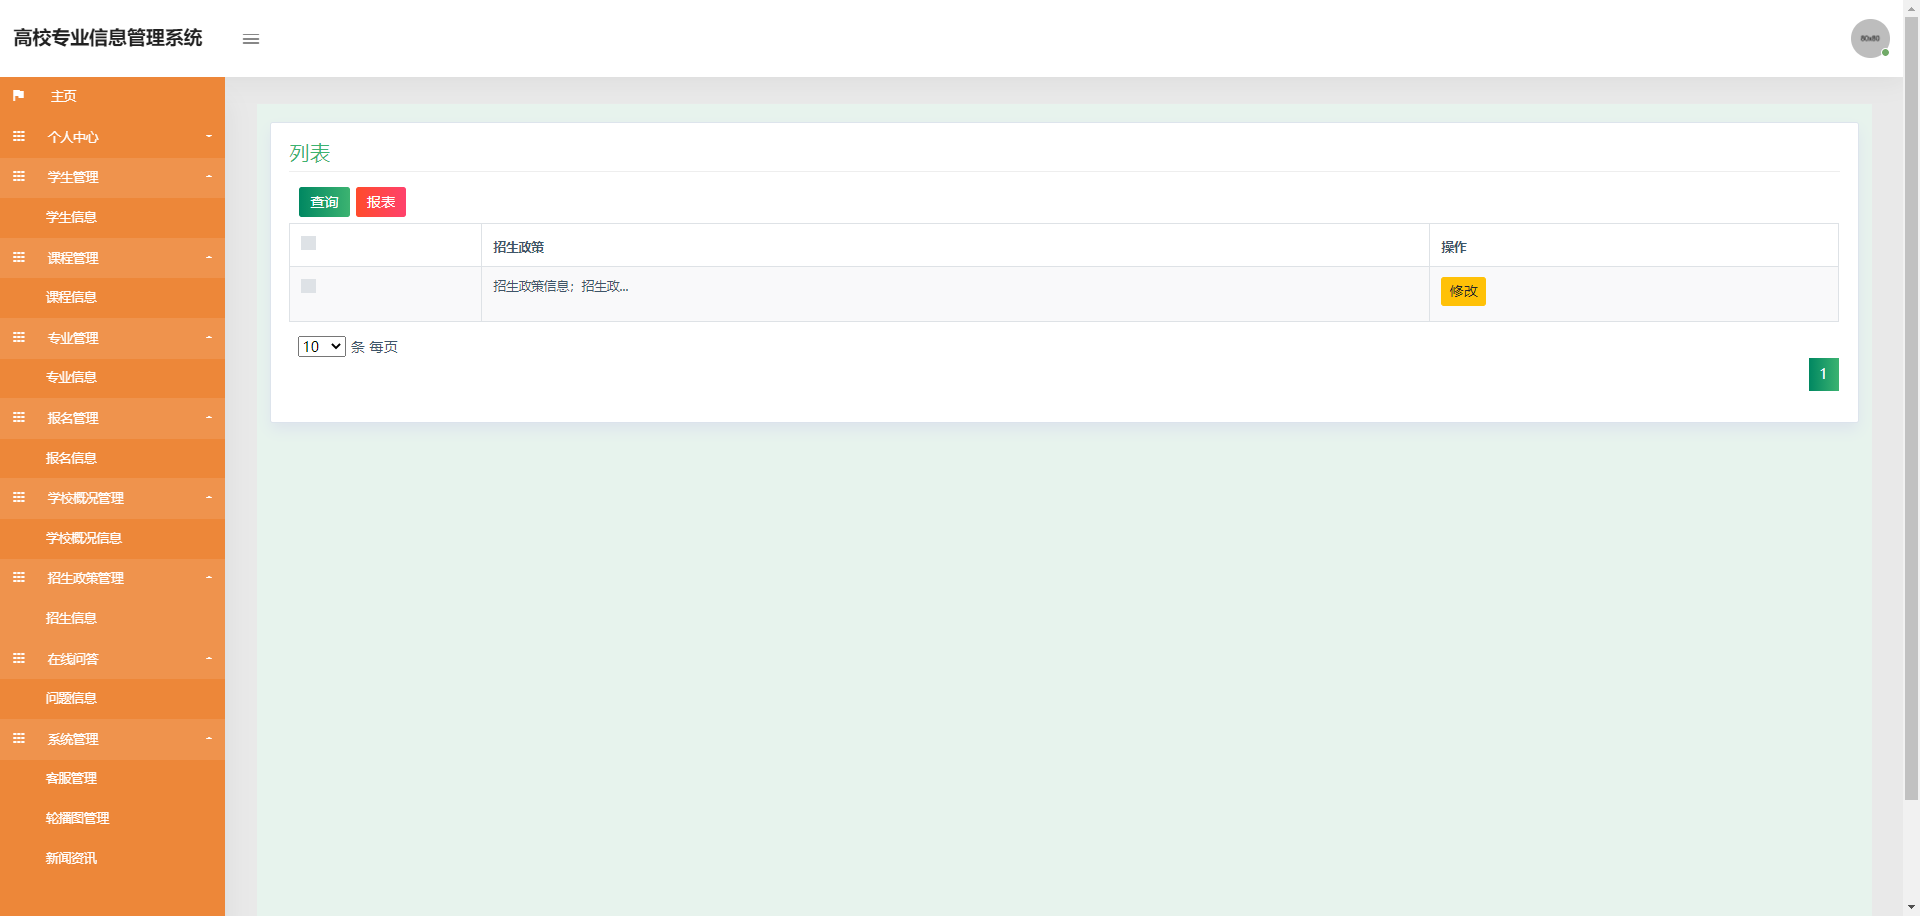 高校专业信息管理系统
80x80
主页
个人中心
学生管理
学生信息
课程管理
课程信息
专业管理
专业信息
报名管理
报名信息
学校概况管理
学校概况信息
招生政策管理
招生信息
在线问答
问题信息
系统管理
客服管理
轮播图管理
新闻资讯
列表
查询 报表
招生政策 操作
招生政策信息；招生政... 修改
10 条 每页
1